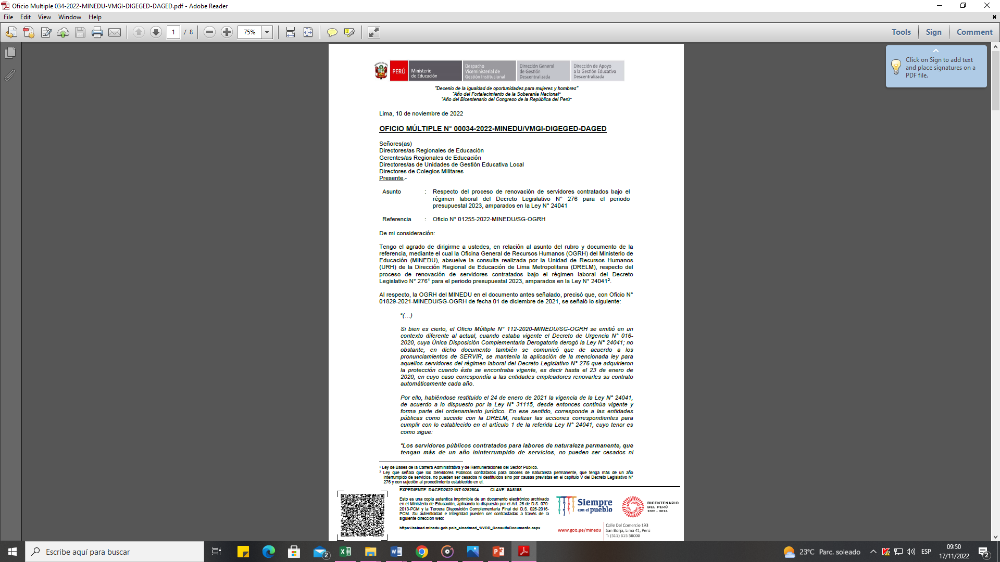 Oficio Multiple 034-2022-MINEDU-VMGI-DIGEGED-DAGED.pdf - Adobe Reader
File Edit View Window Help
1 / 8 75% Tools Sign Comment
Click on Sign to add text
and place signatures on a
PDF file.
PERÚ
Ministerio
de Educación
Despacho
Viceministerial de
Gestión Institucional
Dirección General
de Gestión
Descentralizada
Dirección de Apoyo
a la Gestión Educativa
Descentralizada
"Decenio de la Igualdad de oportunidades para mujeres y hombres"
"Año del Fortalecimiento de la Soberanía Nacional"
"Año del Bicentenario del Congreso de la República del Perú"
Lima, 10 de noviembre de 2022
OFICIO MÚLTIPLE N° 00034-2022-MINEDU/VMGI-DIGEGED-DAGED
Señores(as)
Directores/as Regionales de Educación
Gerentes/as Regionales de Educación
Directores/as de Unidades de Gestión Educativa Local
Directores de Colegios Militares
Presente.-
Asunto : Respecto del proceso de renovación de servidores contratados bajo el
régimen laboral del Decreto Legislativo N° 276 para el periodo
presupuestal 2023, amparados en la Ley N° 24041
Referencia : Oficio N° 01255-2022-MINEDU/SG-OGRH
De mi consideración:
Tengo el agrado de dirigirme a ustedes, en relación al asunto del rubro y documento de la
referencia, mediante el cual la Oficina General de Recursos Humanos (OGRH) del Ministerio de
Educación (MINEDU), absuelve la consulta realizada por la Unidad de Recursos Humanos
(URH) de la Dirección Regional de Educación de Lima Metropolitana (DRELM), respecto del
proceso de renovación de servidores contratados bajo el régimen laboral del Decreto
Legislativo N° 276¹ para el periodo presupuestal 2023, amparados en la Ley N° 24041².
Al respecto, la OGRH del MINEDU en el documento antes señalado, precisó que, con Oficio N°
01829-2021-MINEDU/SG-OGRH de fecha 01 de diciembre de 2021, se señaló lo siguiente:
"(…)
Si bien es cierto, el Oficio Múltiple N° 112-2020-MINEDU/SG-OGRH se emitió en un
contexto diferente al actual, cuando estaba vigente el Decreto de Urgencia N° 016-
2020, cuya Única Disposición Complementaria Derogatoria derogó la Ley N° 24041; no
obstante, en dicho documento también se comunicó que de acuerdo a los
pronunciamientos de SERVIR, se mantenía la aplicación de la mencionada ley para
aquellos servidores del régimen laboral del Decreto Legislativo N° 276 que adquirieron
la protección cuando ésta se encontraba vigente, es decir hasta el 23 de enero de
2020, en cuyo caso correspondía a las entidades empleadores renovarles su contrato
automáticamente cada año.
Por ello, habiéndose restituido el 24 de enero de 2021 la vigencia de la Ley N° 24041,
de acuerdo a lo dispuesto por la Ley N° 31115, desde entonces continúa vigente y
forma parte del ordenamiento jurídico. En ese sentido, corresponde a las entidades
públicas como sucede con la DRELM, realizar las acciones correspondientes para
cumplir con lo establecido en el artículo 1 de la referida Ley N° 24041, cuyo tenor es
como sigue:
"Los servidores públicos contratados para labores de naturaleza permanente, que
tengan más de un año ininterrumpido de servicios, no pueden ser cesados ni
¹ Ley de Bases de la Carrera Administrativa y de Remuneraciones del Sector Público.
² Ley que señala que los Servidores Públicos contratados para labores de naturaleza permanente, que tenga más de un año
interrumpido de servicios, no pueden ser cesados ni destituidos sino por causas previstas en el capítulo V del Decreto Legislativo N°
276 y con sujeción al procedimiento establecido en el.
EXPEDIENTE: DAGED2022-INT-0252564 CLAVE: 5A5188
Esto es una copia autentica imprimible de un documento electrónico archivado
en el Ministerio de Educación, aplicando lo dispuesto por el Art. 25 de D.S. 070-
2013-PCM y la Tercera Disposición Complementaria Final del D.S. 026-2016-
PCM. Su autenticidad e integridad pueden ser contrastadas a través de la
siguiente dirección web:
https://esinad.minedu.gob.pe/e_sinadmed_1/VDD_ConsultaDocumento.aspx
Siempre
con el pueblo
BICENTENARIO
DEL PERÚ
2021 - 2024
www.gob.pe/minedu
Calle Del Comercio 193
San Borja, Lima 41, Perú
T: (511) 615 58000
Escribe aquí para buscar
2
23°C Parc. soleado
ESP
09:50
17/11/2022
2